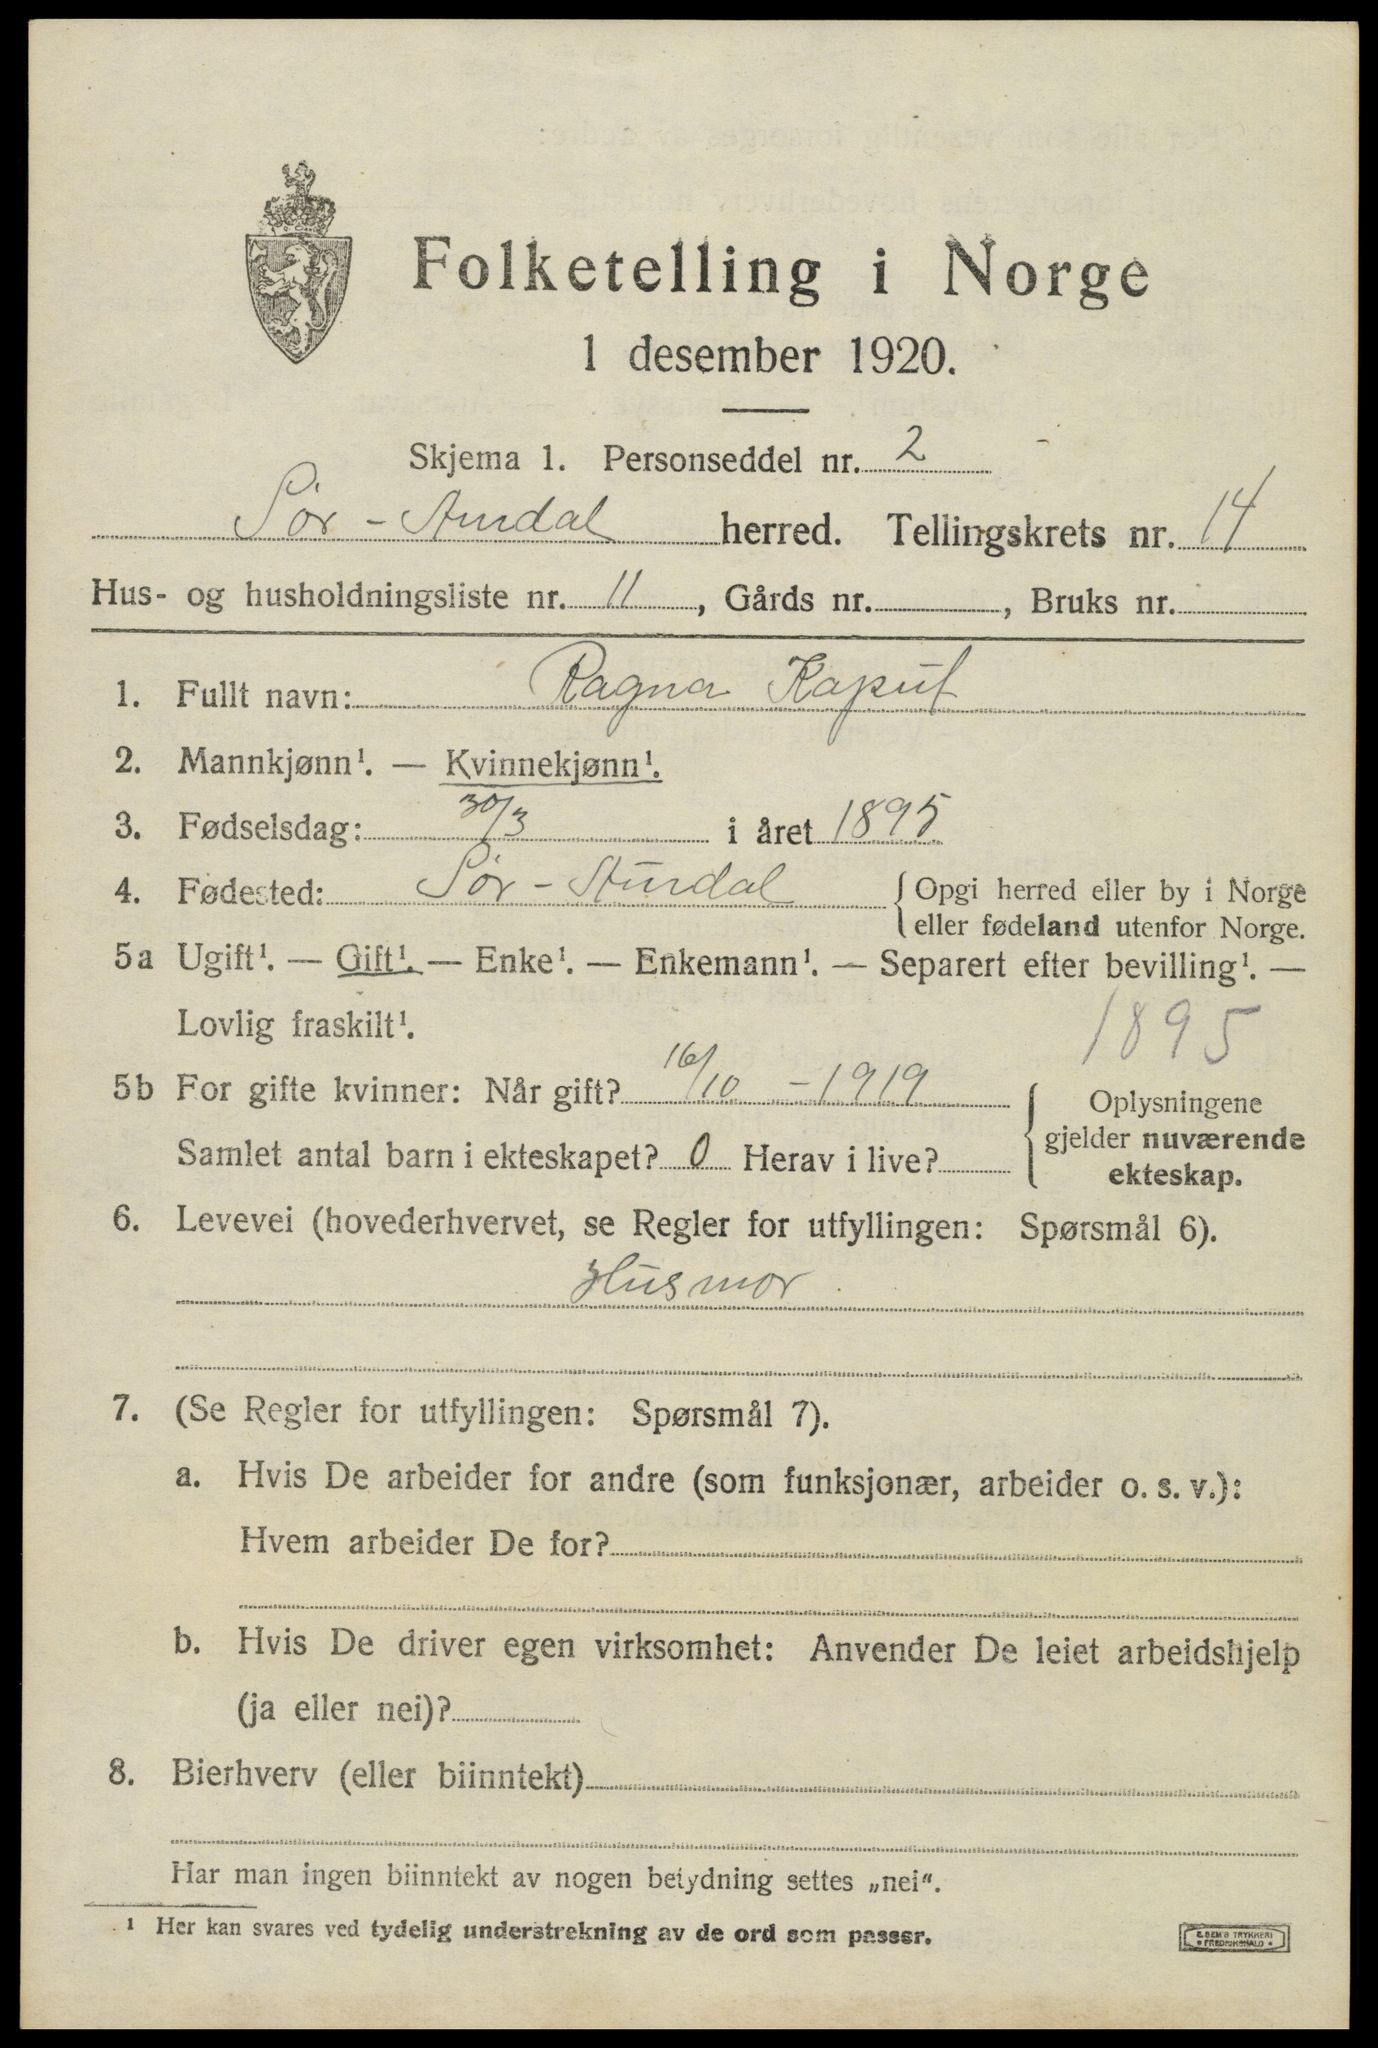 Folketelling i Norge
1 desember 1920.
Skjema 1. Personseddel nr. 2
Sør-Aurdal herred. Tellingskrets nr. 14
Hus- og husholdningsliste nr. 11, Gårds nr. , Bruks nr.
1. Fullt navn: Ragna Kaput
2. Mannkjønn¹. — Kvinnekjønn¹.
3. Fødselsdag: 30/3 i året 1895
4. Fødested: Sør-Aurdal { Opgi herred eller by i Norge
eller fødeland utenfor Norge.
5a Ugift¹. — Gift¹. — Enke¹. — Enkemann¹. — Separert efter bevilling¹. —
Lovlig fraskilt¹. 1895
5b For gifte kvinner: Når gift? 16/10 - 1919
Samlet antal barn i ekteskapet? 0 Herav i live?
{ Oplysningene
gjelder nuværende
ekteskap.
6. Levevei (hovederhvervet, se Regler for utfyllingen: Spørsmål 6).
Husmor
7. (Se Regler for utfyllingen: Spørsmål 7).
a. Hvis De arbeider for andre (som funksjonær, arbeider o. s. v.):
Hvem arbeider De for?
b. Hvis De driver egen virksomhet: Anvender De leiet arbeidshjelp
(ja eller nei)?
8. Bierhverv (eller biinntekt)
Har man ingen biinntekt av nogen betydning settes „nei“.
¹ Her kan svares ved tydelig understrekning av de ord som passer.
E. SEM'S TRYKKERI
• FREDRIKSHALD •